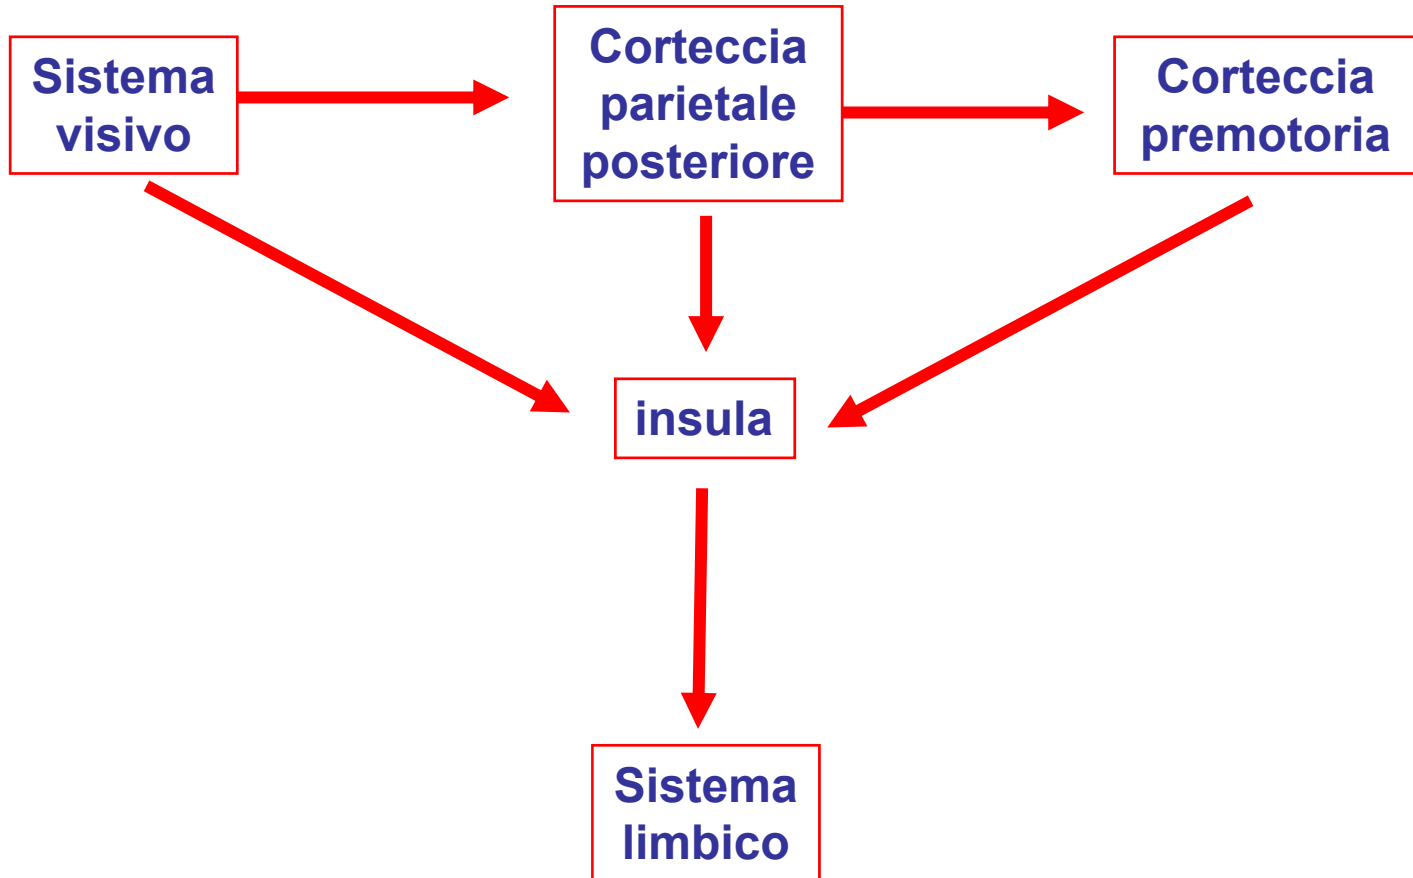 Sistema
visivo
Corteccia
parietale
posteriore
Corteccia
premotoria
insula
Sistema
limbico